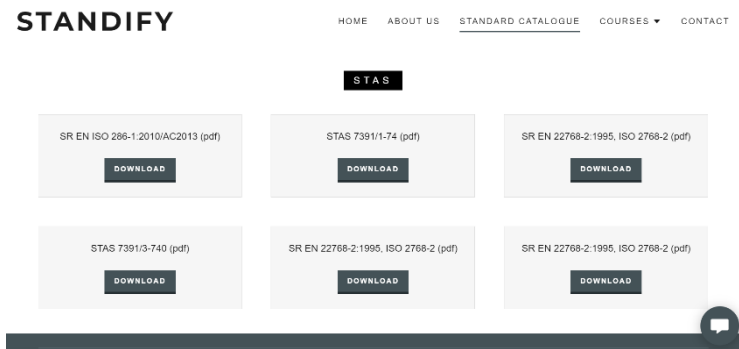 STANDIFY
HOME ABOUT US STANDARD CATALOGUE COURSES CONTACT
STAS
SR EN ISO 286-1:2010/AC2013 (pdf)
DOWNLOAD
STAS 7391/1-74 (pdf)
DOWNLOAD
SR EN 22768-2:1995, ISO 2768-2 (pdf)
DOWNLOAD
STAS 7391/3-740 (pdf)
DOWNLOAD
SR EN 22768-2:1995, ISO 2768-2 (pdf)
DOWNLOAD
SR EN 22768-2:1995, ISO 2768-2 (pdf)
DOWNLOAD